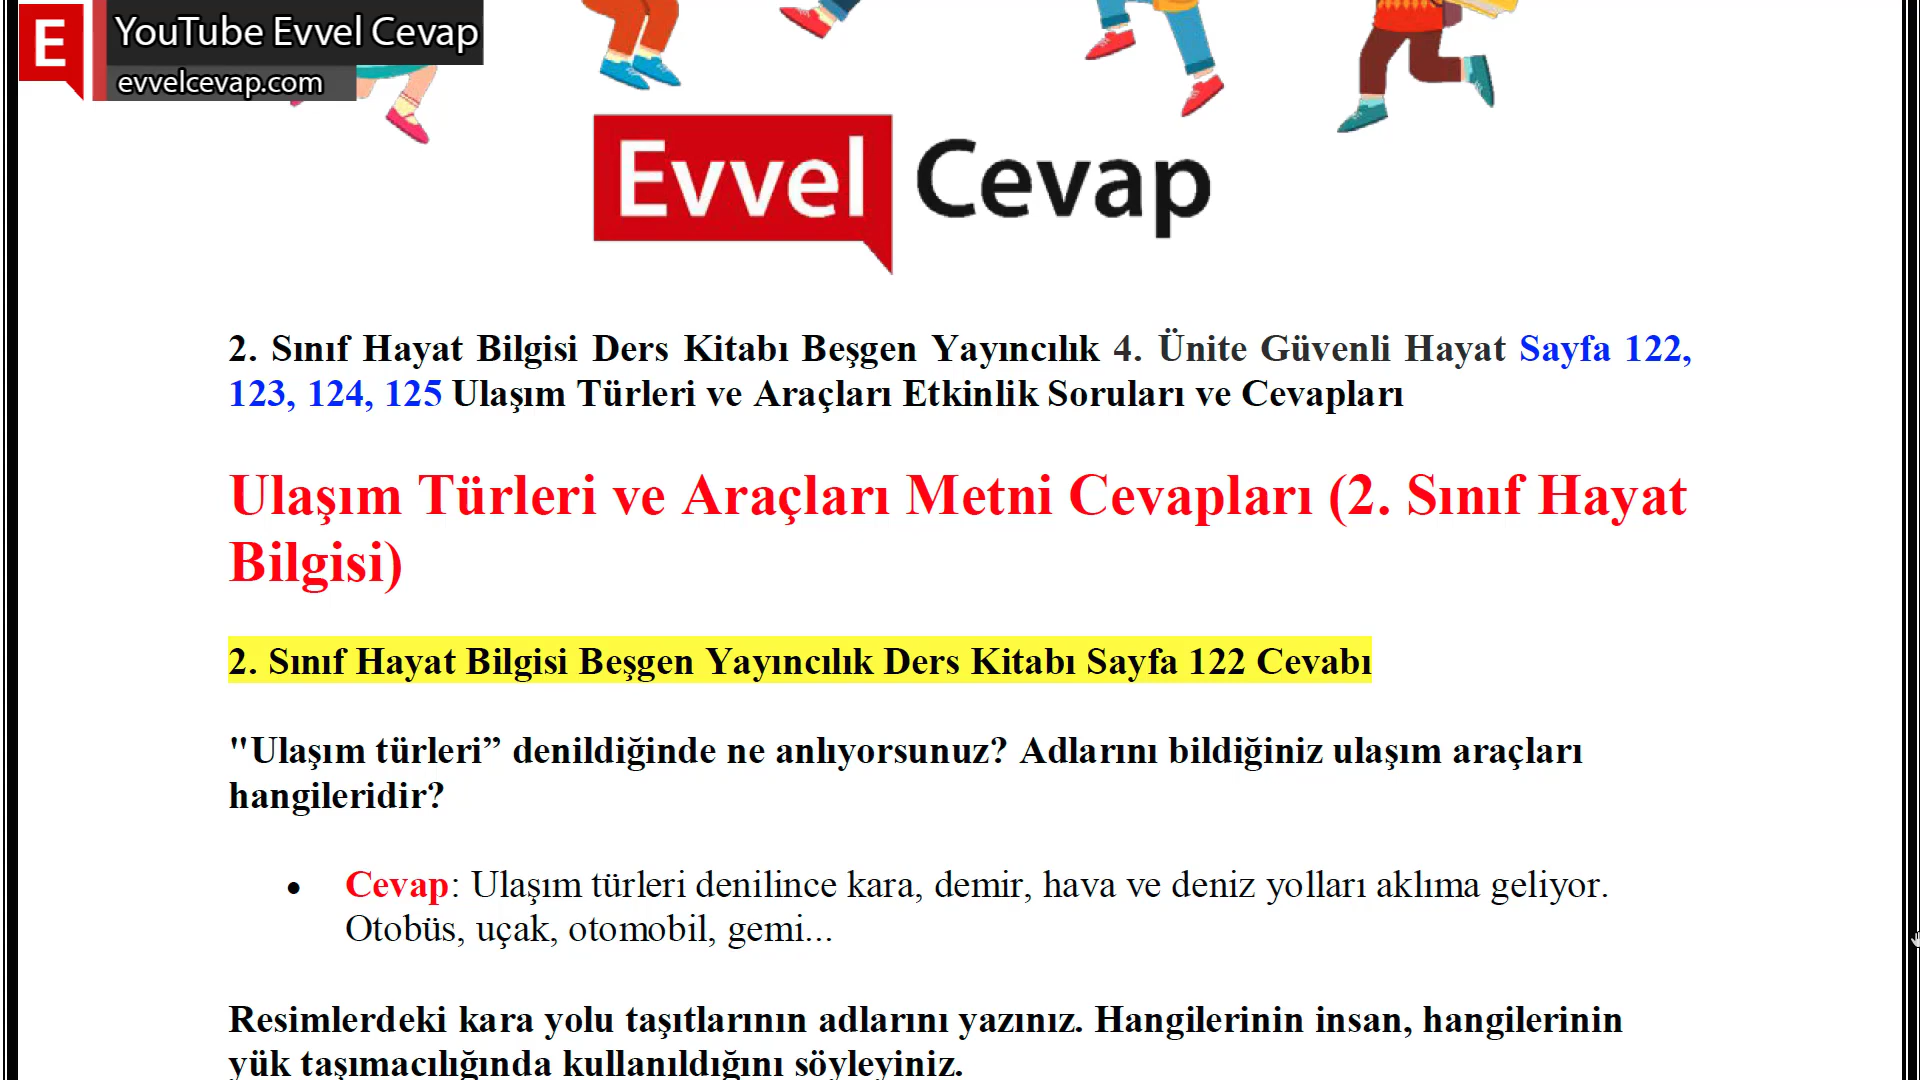 E
YouTube Evvel Cevap
evvelcevap.com
Evvel Cevap
2. Sınıf Hayat Bilgisi Ders Kitabı Beşgen Yayıncılık 4. Ünite Güvenli Hayat Sayfa 122,
123, 124, 125 Ulaşım Türleri ve Araçları Etkinlik Soruları ve Cevapları
Ulaşım Türleri ve Araçları Metni Cevapları (2. Sınıf Hayat
Bilgisi)
2. Sınıf Hayat Bilgisi Beşgen Yayıncılık Ders Kitabı Sayfa 122 Cevabı
"Ulaşım türleri” denildiğinde ne anlıyorsunuz? Adlarını bildiğiniz ulaşım araçları
hangileridir?
• Cevap: Ulaşım türleri denilince kara, demir, hava ve deniz yolları aklıma geliyor.
Otobüs, uçak, otomobil, gemi...
Resimlerdeki kara yolu taşıtlarının adlarını yazınız. Hangilerinin insan, hangilerinin
yük taşımacılığında kullanıldığını söyleyiniz.